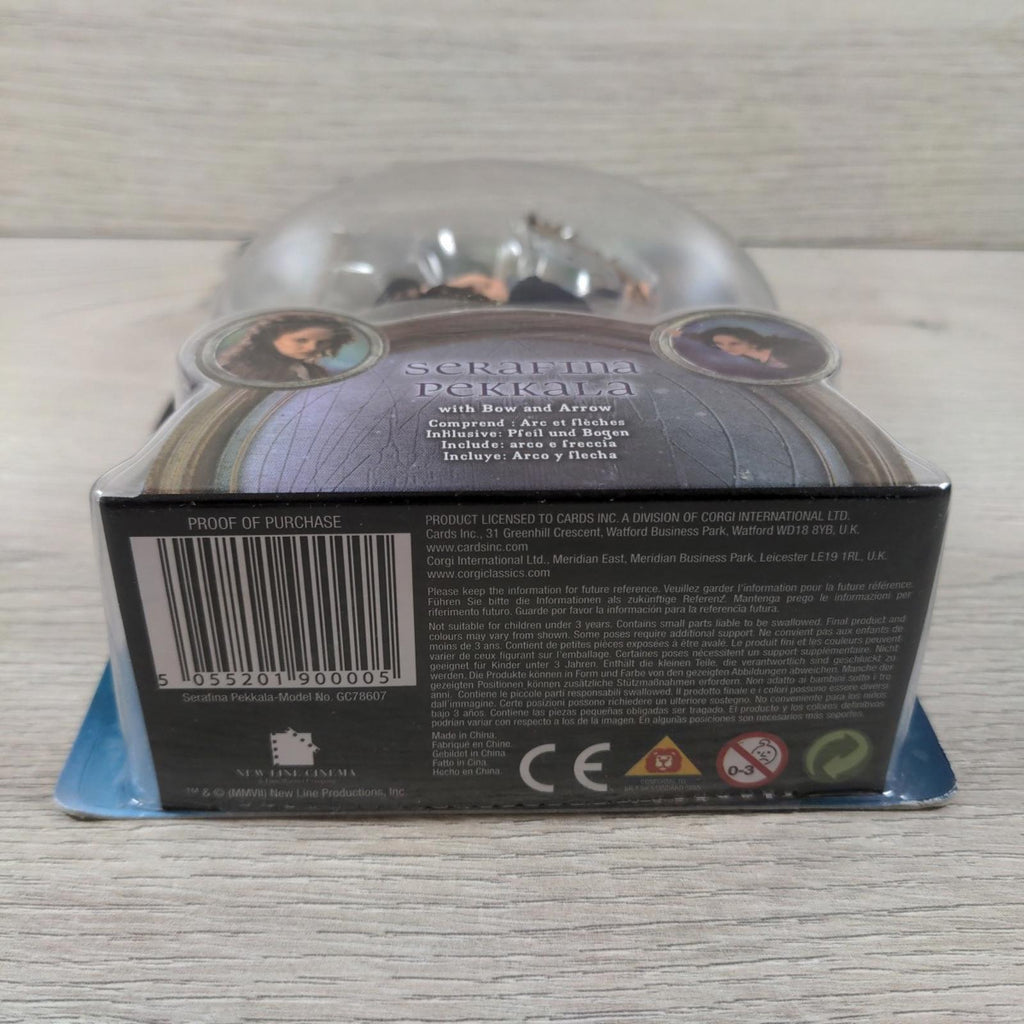 SERAFINA
PEKKALA
with Bow and Arrow
Comprend : Arc et flèches
Inklusive: Pfeil und Bogen
Include: arco e freccia
Incluye: Arco y flecha
PROOF OF PURCHASE
5 055201 900005
Serafina Pekkala-Model No. GC78607
NEW LINE CINEMA
™ & © (MMVII) New Line Productions, Inc.
PRODUCT LICENSED TO CARDS INC. A DIVISION OF CORGI INTERNATIONAL LTD.
Cards Inc., 31 Greenhill Crescent, Watford Business Park, Watford WD18 8YB, U.K.
www.cardsinc.com
Corgi International Ltd., Meridian East, Meridian Business Park, Leicester LE19 1RL, U.K.
www.corgiclassics.com
Please keep the information for future reference. Veuillez garder l'information pour la future référence.
Führen Sie bitte die Informationen als zukünftige ReferenZ. Mantenga prego le informazioni per
riferimento futuro. Guarde por favor la información para la referencia futura.
Not suitable for children under 3 years. Contains small parts liable to be swallowed. Final product and
colours may vary from shown. Some poses require additional support. Ne convient pas aux enfants de
moins de 3 ans. Contient de petites pièces exposées à être avalé. Le produit fini et les couleurs peuvent
varier de ceux figurant sur l'emballage. Certaines poses nécessitent un support supplémentaire. Nicht
geeignet für Kinder unter 3 Jahren. Enthält die kleinen Teile, die verantwortlich sind geschluckt zu
werden. Die Produkte können in Form und Farbe von den gezeigten Abbildungen abweichen. Manche der
gezeigten Positionen können zusätzliche Stützmaßnahmen erfordern. Non adatto ai bambini sotto i tre
anni. Contiene le piccole parti responsabili swallowed. Il prodotto finale e i colori possono essere diversi
dall'immagine. Certe posizioni possono richiedere un ulteriore sostegno. No conveniente para los niños
bajo 3 años. Contiene las piezas pequeñas obligadas ser tragado. El producto y los colores definitivos
podrían variar con respecto a los de la imagen. En algunas posiciones son necesarios más soportes.
Made in China.
Fabriqué en Chine.
Gebildet in China.
Fatto in Cina.
Hecho en China.
CE
0-3